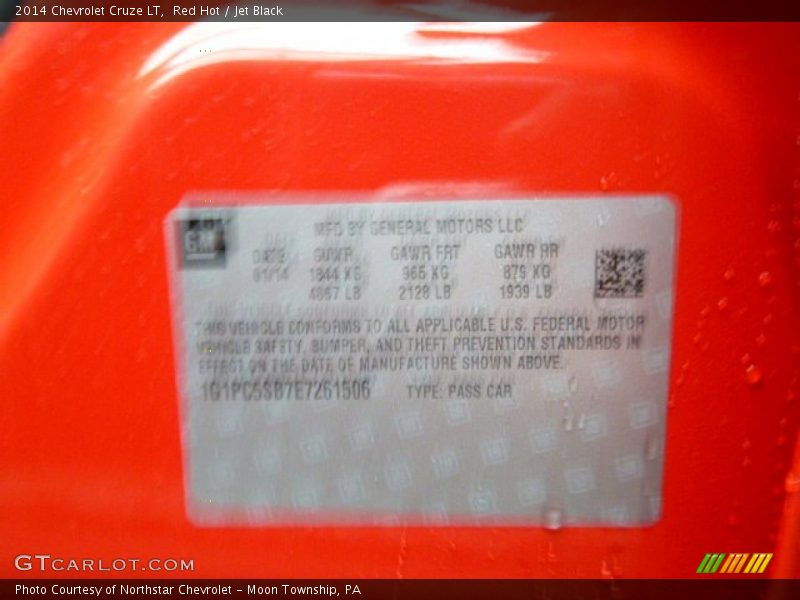 2014 Chevrolet Cruze LT, Red Hot / Jet Black
MFD BY GENERAL MOTORS LLC
GM
DATE GVWR GAWR FRT GAWR RR
01/14 1844 KG 965 KG 879 KG
4067 LB 2128 LB 1939 LB
THIS VEHICLE CONFORMS TO ALL APPLICABLE U.S. FEDERAL MOTOR
VEHICLE SAFETY, BUMPER, AND THEFT PREVENTION STANDARDS IN
EFFECT ON THE DATE OF MANUFACTURE SHOWN ABOVE.
1G1PC5SB7E7261506 TYPE: PASS CAR
GTCARLOT.COM
Photo Courtesy of Northstar Chevrolet - Moon Township, PA